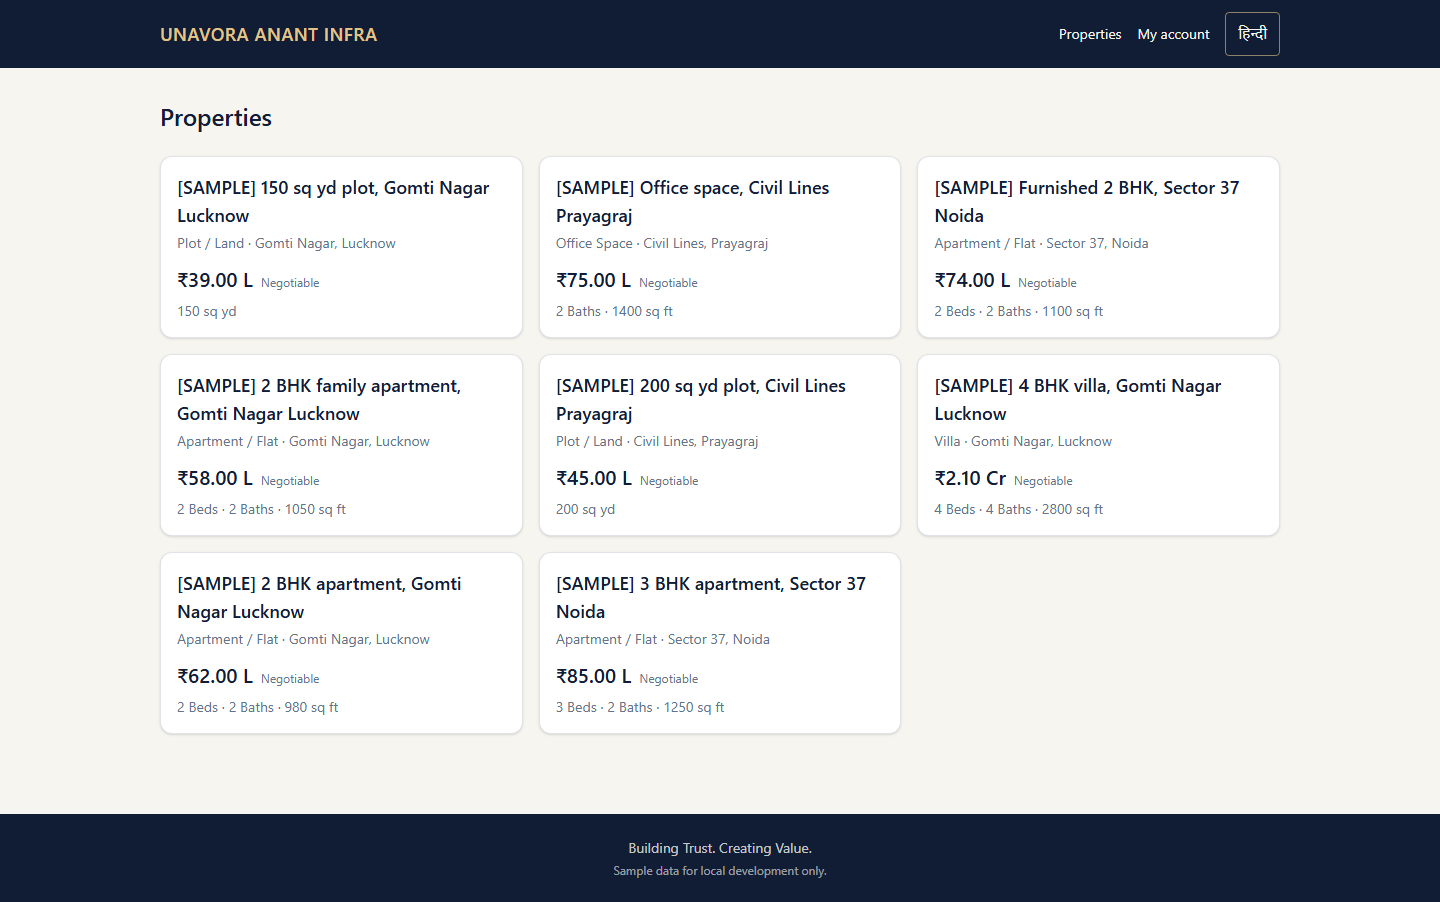 UNAVORA ANANT INFRA
Properties
My account
हिन्दी
Properties
[SAMPLE] 150 sq yd plot, Gomti Nagar
Lucknow
Plot / Land · Gomti Nagar, Lucknow
₹39.00 L Negotiable
150 sq yd
[SAMPLE] Office space, Civil Lines
Prayagraj
Office Space · Civil Lines, Prayagraj
₹75.00 L Negotiable
2 Baths · 1400 sq ft
[SAMPLE] Furnished 2 BHK, Sector 37
Noida
Apartment / Flat · Sector 37, Noida
₹74.00 L Negotiable
2 Beds · 2 Baths · 1100 sq ft
[SAMPLE] 2 BHK family apartment,
Gomti Nagar Lucknow
Apartment / Flat · Gomti Nagar, Lucknow
₹58.00 L Negotiable
2 Beds · 2 Baths · 1050 sq ft
[SAMPLE] 200 sq yd plot, Civil Lines
Prayagraj
Plot / Land · Civil Lines, Prayagraj
₹45.00 L Negotiable
200 sq yd
[SAMPLE] 4 BHK villa, Gomti Nagar
Lucknow
Villa · Gomti Nagar, Lucknow
₹2.10 Cr Negotiable
4 Beds · 4 Baths · 2800 sq ft
[SAMPLE] 2 BHK apartment, Gomti
Nagar Lucknow
Apartment / Flat · Gomti Nagar, Lucknow
₹62.00 L Negotiable
2 Beds · 2 Baths · 980 sq ft
[SAMPLE] 3 BHK apartment, Sector 37
Noida
Apartment / Flat · Sector 37, Noida
₹85.00 L Negotiable
3 Beds · 2 Baths · 1250 sq ft
Building Trust. Creating Value.
Sample data for local development only.